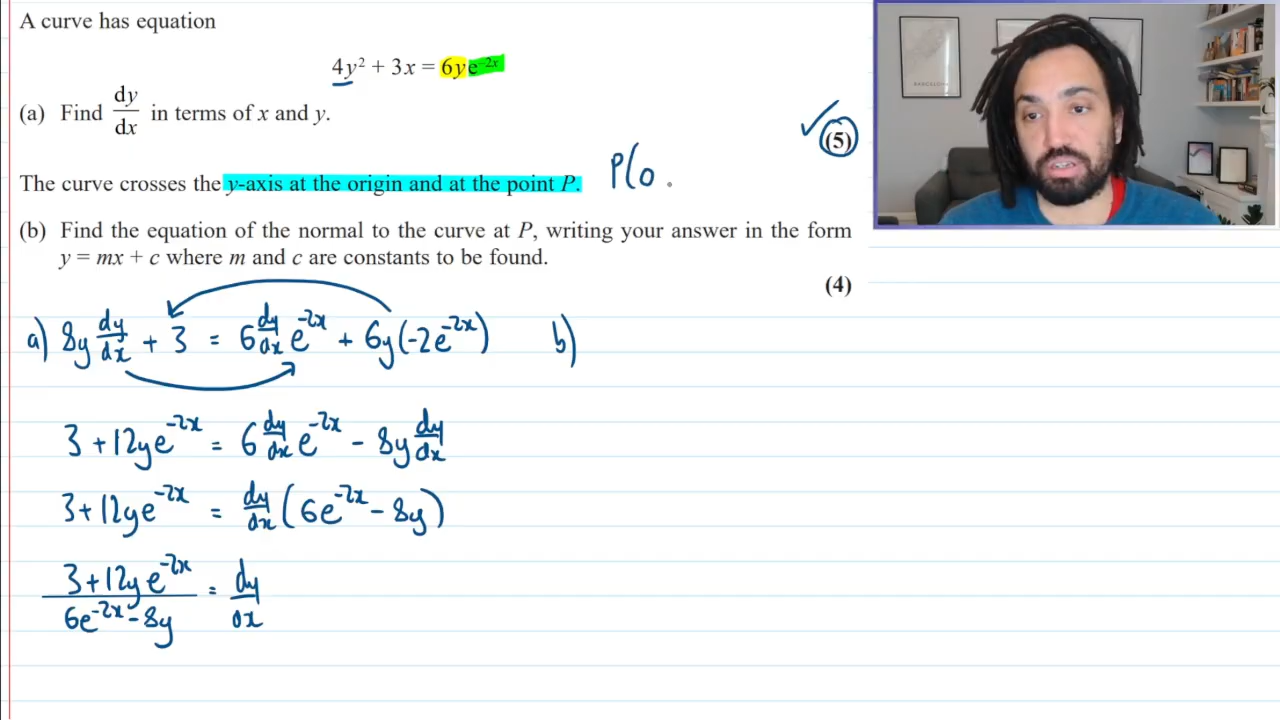 A curve has equation
4y² + 3x = 6ye⁻²ˣ
(a) Find dy/dx in terms of x and y.
(5)
The curve crosses the y-axis at the origin and at the point P. P(0
(b) Find the equation of the normal to the curve at P, writing your answer in the form
y = mx + c where m and c are constants to be found.
(4)
a) 8y dy/dx + 3 = 6 dy/dx e⁻²ˣ + 6y(-2e⁻²ˣ) b)
3 + 12ye⁻²ˣ = 6 dy/dx e⁻²ˣ - 8y dy/dx
3 + 12ye⁻²ˣ = dy/dx (6e⁻²ˣ - 8y)
(3 + 12ye⁻²ˣ)/(6e⁻²ˣ - 8y) = dy/dx